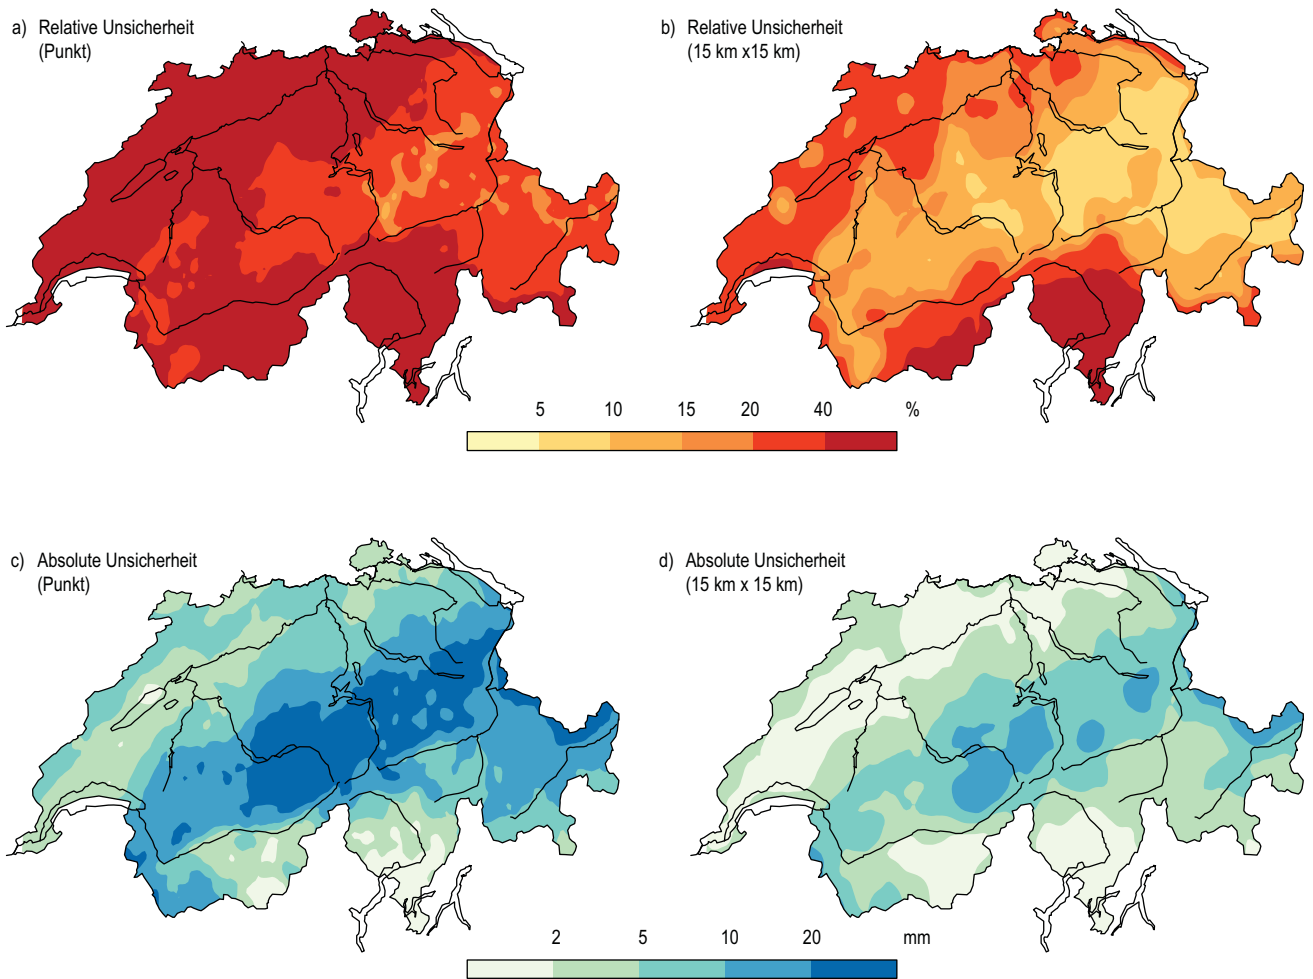 a) Relative Unsicherheit
(Punkt)
b) Relative Unsicherheit
(15 km x15 km)
5 10 15 20 40 %
c) Absolute Unsicherheit
(Punkt)
d) Absolute Unsicherheit
(15 km x 15 km)
2 5 10 20 mm